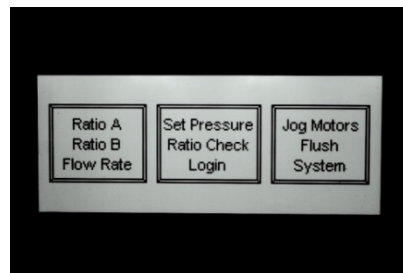 Ratio A
Ratio B
Flow Rate
Set Pressure
Ratio Check
Login
Jog Motors
Flush
System